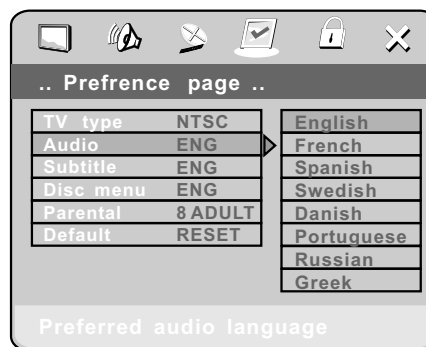 .. Prefrence page ..
TV type NTSC
Audio ENG
Subtitle ENG
Disc menu ENG
Parental 8 ADULT
Default RESET
English
French
Spanish
Swedish
Danish
Portuguese
Russian
Greek
Preferred audio language